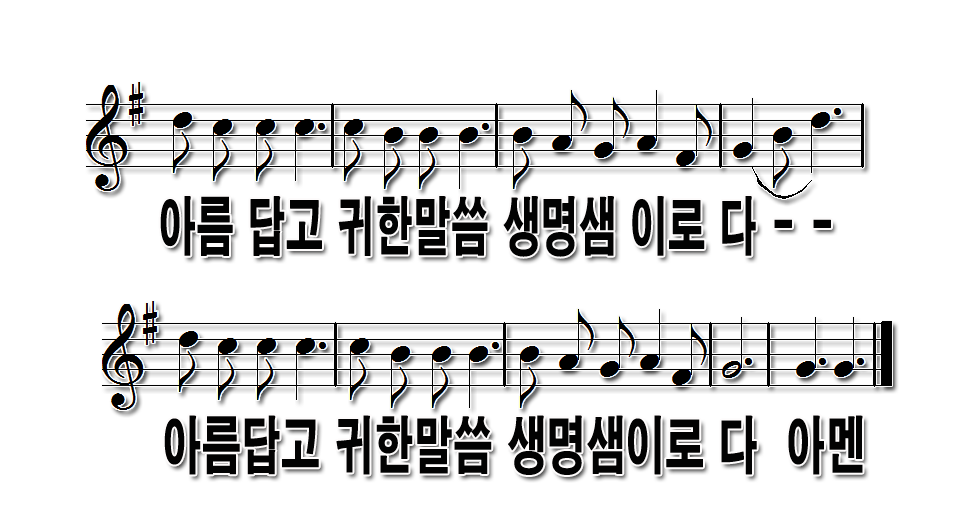 아름 답고 귀한말씀 생명샘 이로 다 - -
아름답고 귀한말씀 생명샘이로 다 아멘